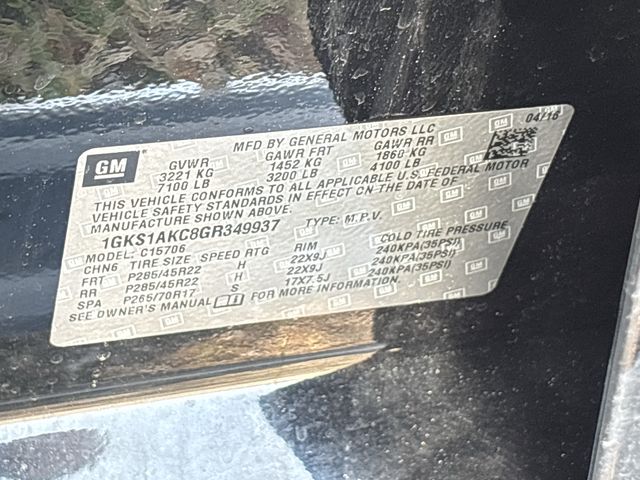 GM
MFD BY GENERAL MOTORS LLC
04/16
GVWR GAWR FRT GAWR RR
3221 KG 1452 KG 1860 KG
7100 LB 3200 LB 4100 LB
THIS VEHICLE CONFORMS TO ALL APPLICABLE U.S. FEDERAL MOTOR
VEHICLE SAFETY STANDARDS IN EFFECT ON THE DATE OF
MANUFACTURE SHOWN ABOVE.
1GKS1AKC8GR349937 TYPE: M.P.V.
MODEL: C15706
CHN6 TIRE SIZE SPEED RTG RIM COLD TIRE PRESSURE
FRT P285/45R22 H 22X9J 240KPA(35PSI)
RR P285/45R22 H 22X9J 240KPA(35PSI)
SPA P265/70R17 S 17X7.5J 240KPA(35PSI)
SEE OWNER'S MANUAL FOR MORE INFORMATION.